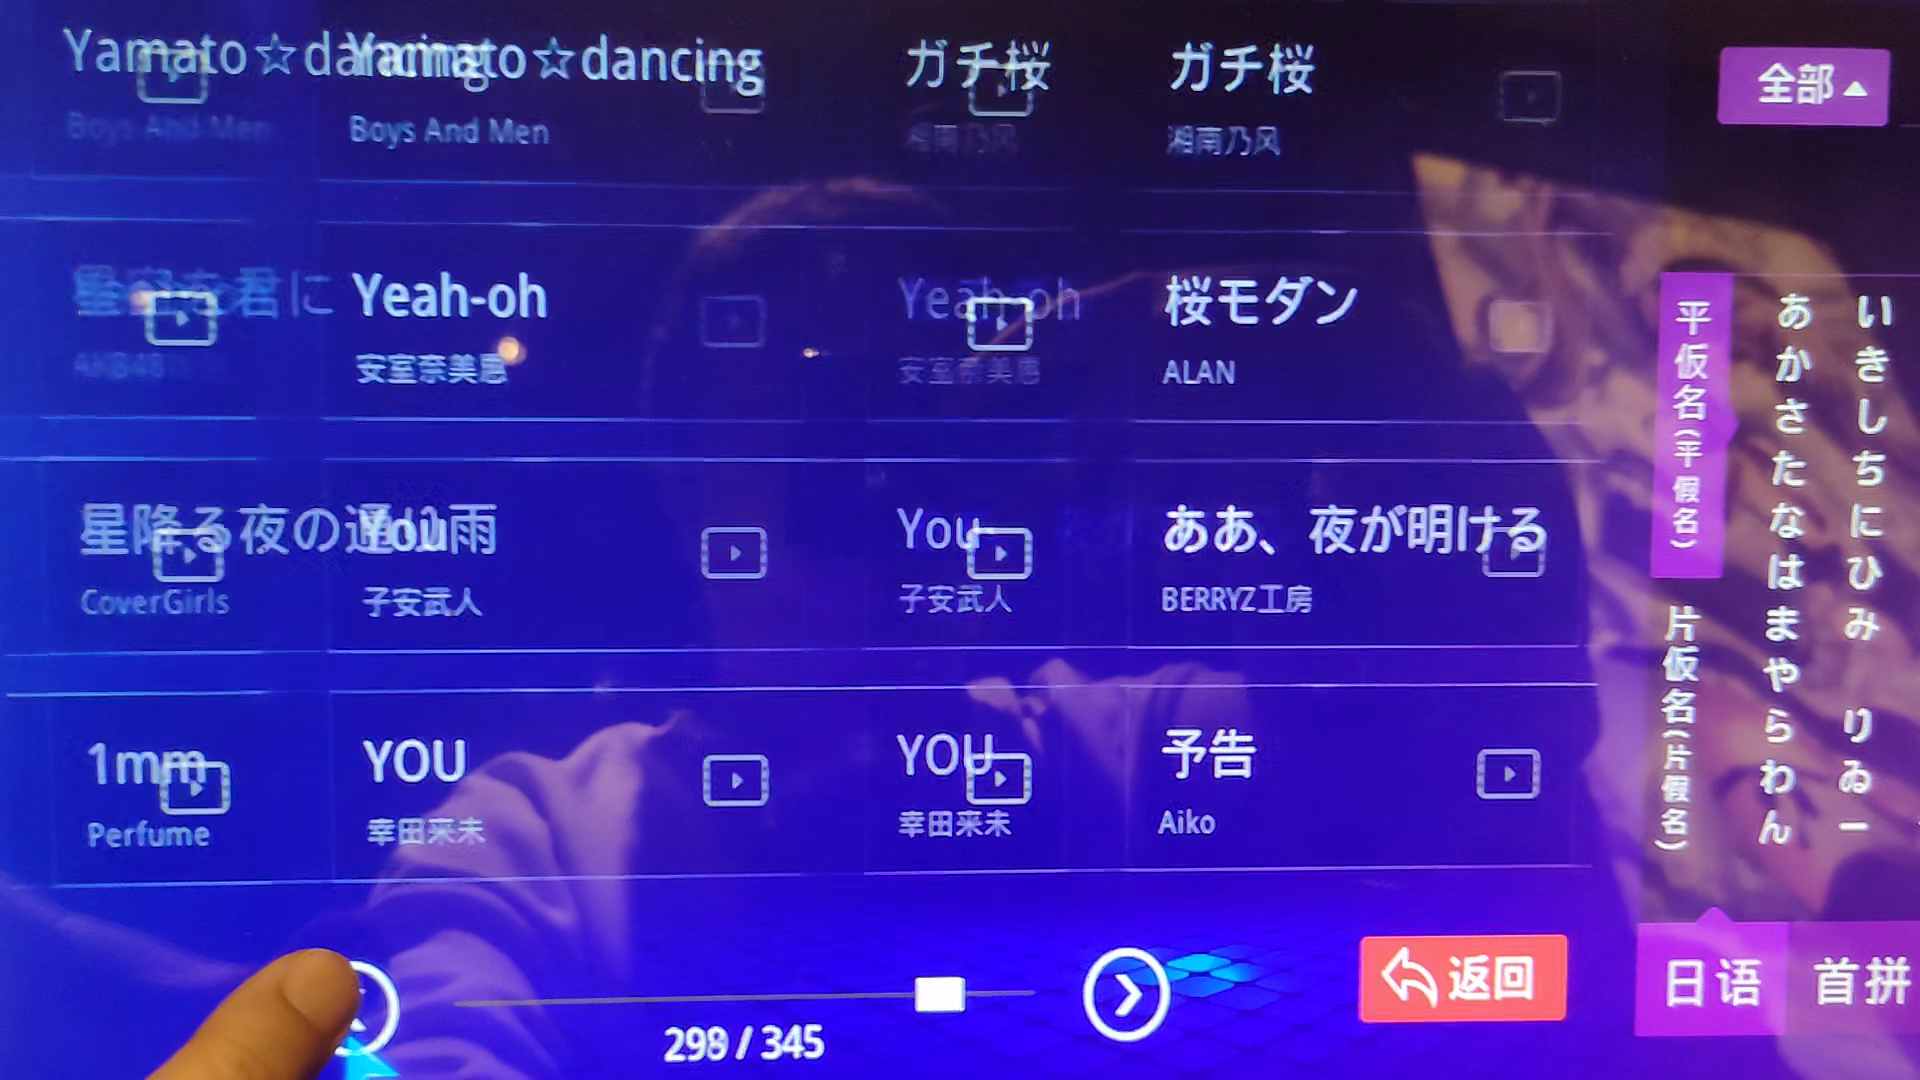 Yamato☆dancing
Boys And Men
Yamato☆dancing
Boys And Men
ガチ桜
湘南乃风
ガチ桜
湘南乃风
星空を君に
AKB48
Yeah-oh
安室奈美恵
Yeah-oh
安室奈美恵
桜モダン
ALAN
星降る夜の通り雨
CoverGirls
You
子安武人
You
子安武人
ああ、夜が明ける
BERRYZ工房
1mm
Perfume
YOU
幸田来未
YOU
幸田来未
予告
Aiko
/ 345
返回
全部
平仮名(平假名)
片仮名(片假名)
あかさたなはまやらわん
いきしちにひみ りゐー
日语
首拼